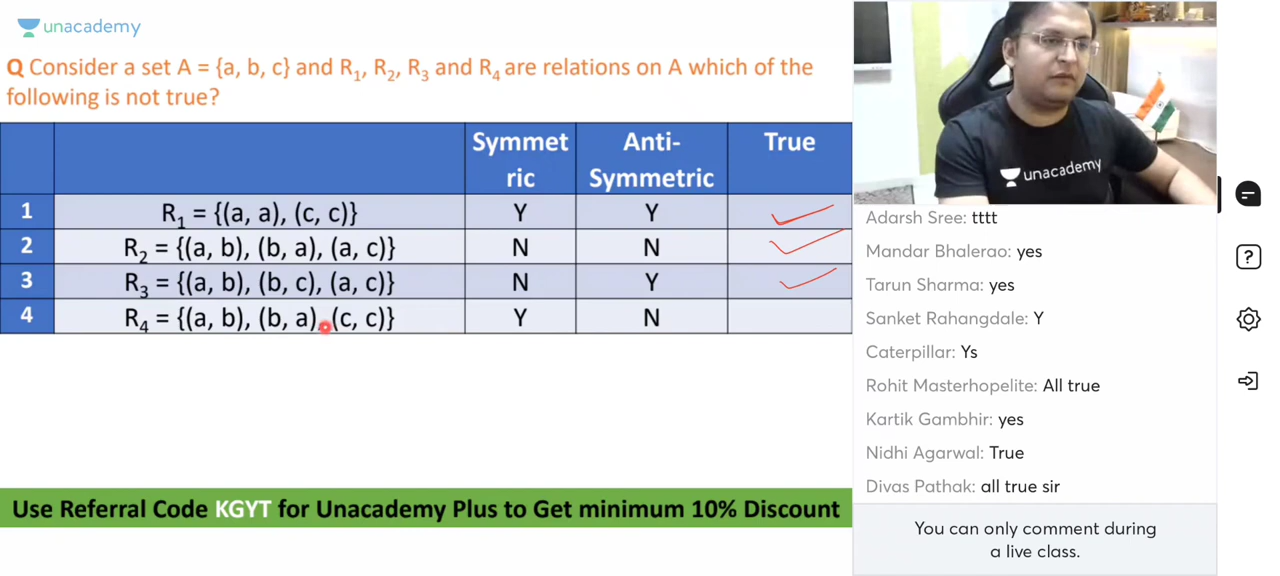 unacademy
Q Consider a set A = {a, b, c} and R₁, R₂, R₃ and R₄ are relations on A which of the
following is not true?
Symmet
ric
Anti-
Symmetric
True
1 R₁ = {(a, a), (c, c)} Y Y
2 R₂ = {(a, b), (b, a), (a, c)} N N
3 R₃ = {(a, b), (b, c), (a, c)} N Y
4 R₄ = {(a, b), (b, a), (c, c)} Y N
Use Referral Code KGYT for Unacademy Plus to Get minimum 10% Discount
unacademy
Adarsh Sree: tttt
Mandar Bhalerao: yes
Tarun Sharma: yes
Sanket Rahangdale: Y
Caterpillar: Ys
Rohit Masterhopelite: All true
Kartik Gambhir: yes
Nidhi Agarwal: True
Divas Pathak: all true sir
You can only comment during
a live class.
?